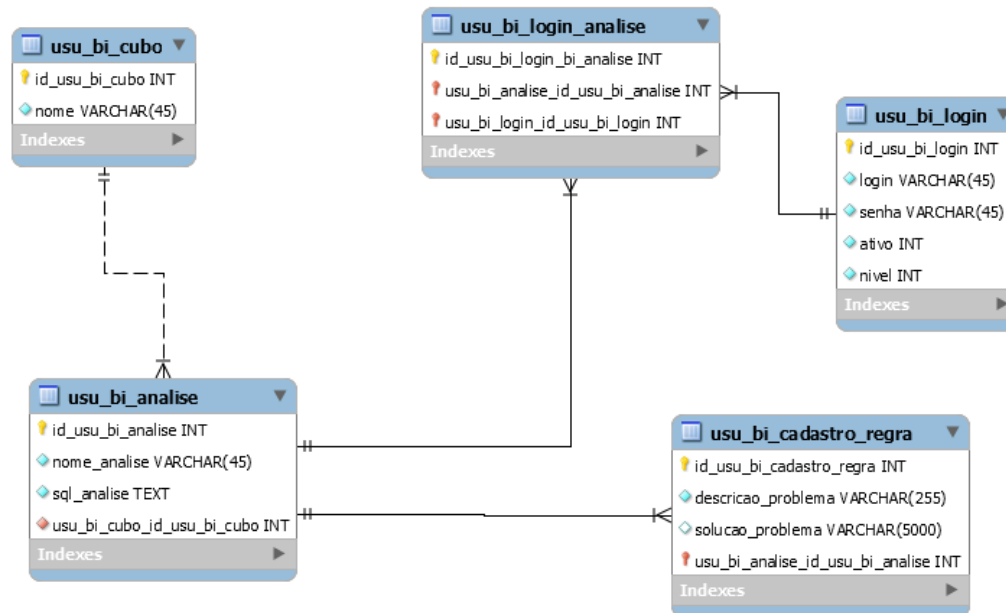 usu_bi_cubo
id_usu_bi_cubo INT
nome VARCHAR(45)
Indexes
usu_bi_login_analise
id_usu_bi_login_bi_analise INT
usu_bi_analise_id_usu_bi_analise INT
usu_bi_login_id_usu_bi_login INT
Indexes
usu_bi_login
id_usu_bi_login INT
login VARCHAR(45)
senha VARCHAR(45)
ativo INT
nivel INT
Indexes
usu_bi_analise
id_usu_bi_analise INT
nome_analise VARCHAR(45)
sql_analise TEXT
usu_bi_cubo_id_usu_bi_cubo INT
Indexes
usu_bi_cadastro_regra
id_usu_bi_cadastro_regra INT
descricao_problema VARCHAR(255)
solucao_problema VARCHAR(5000)
usu_bi_analise_id_usu_bi_analise INT
Indexes